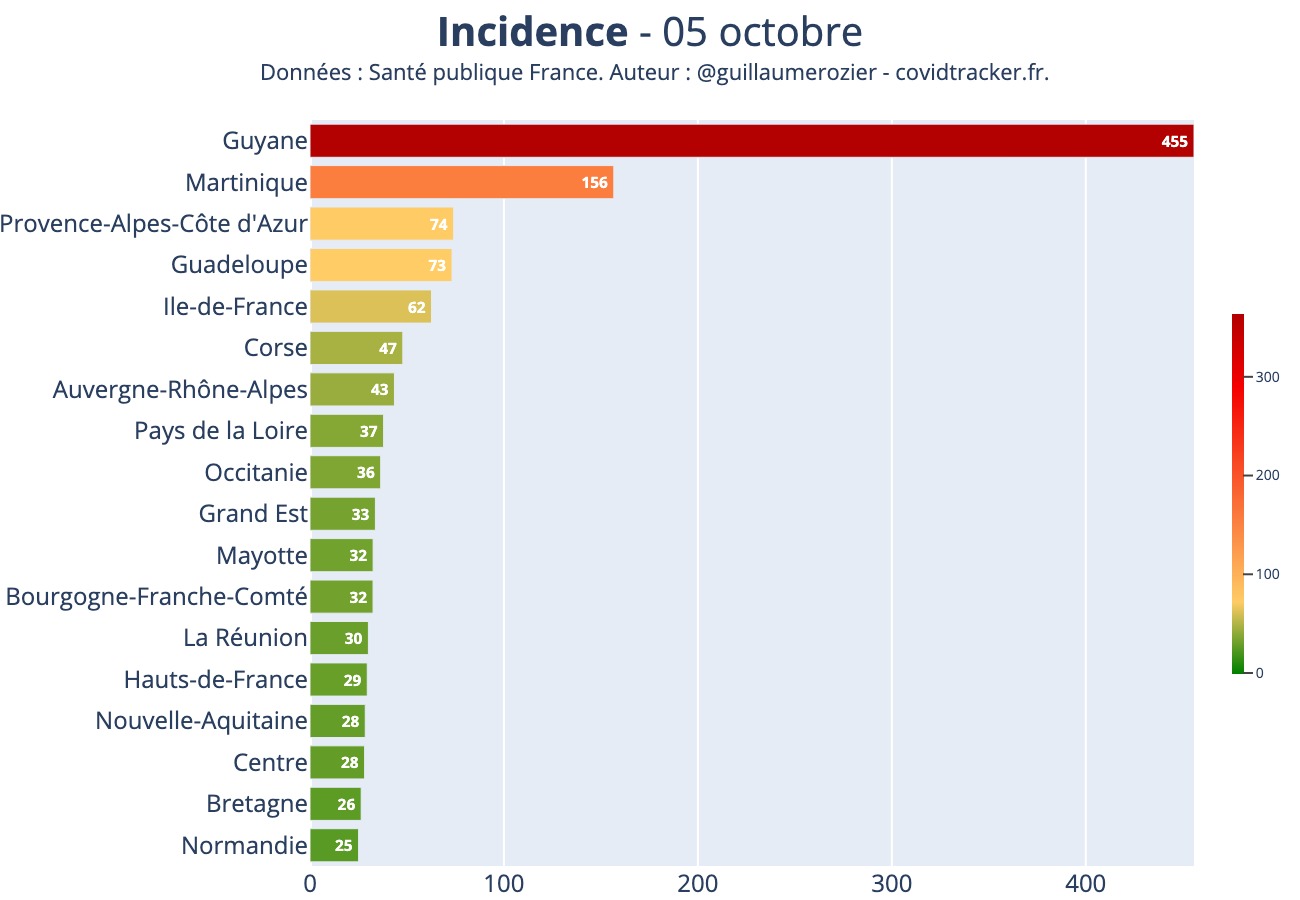 Incidence - 05 octobre
Données : Santé publique France. Auteur : @guillaumerozier - covidtracker.fr.
Guyane 455
Martinique 156
Provence-Alpes-Côte d'Azur 74
Guadeloupe 73
Ile-de-France 62
Corse 47
Auvergne-Rhône-Alpes 43
Pays de la Loire 37
Occitanie 36
Grand Est 33
Mayotte 32
Bourgogne-Franche-Comté 32
La Réunion 30
Hauts-de-France 29
Nouvelle-Aquitaine 28
Centre 28
Bretagne 26
Normandie 25
0 100 200 300 400
300
200
100
0